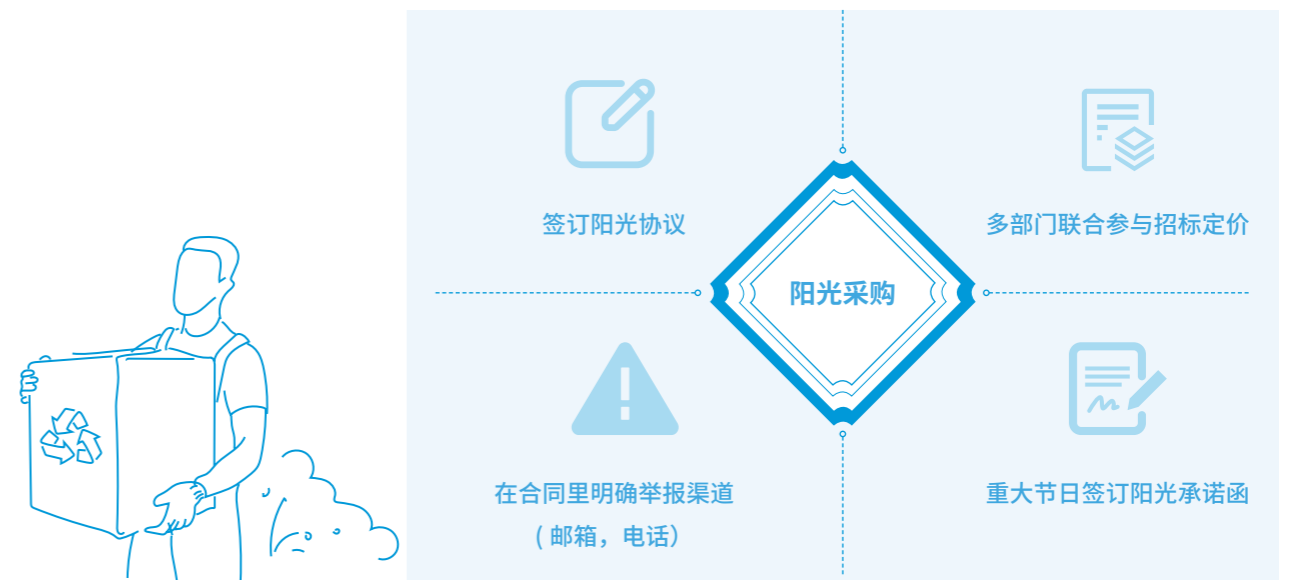 签订阳光协议
多部门联合参与招标定价
阳光采购
在合同里明确举报渠道
( 邮箱，电话）
重大节日签订阳光承诺函